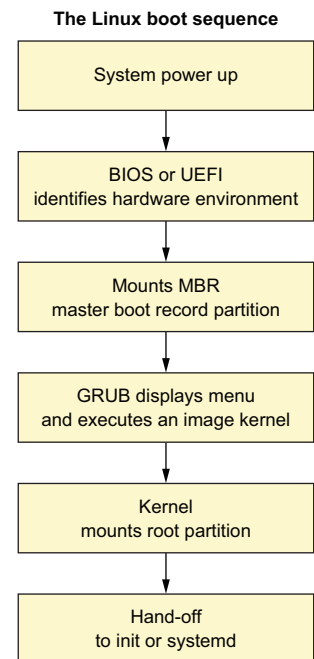 The Linux boot sequence
System power up
BIOS or UEFI
identifies hardware environment
Mounts MBR
master boot record partition
GRUB displays menu
and executes an image kernel
Kernel
mounts root partition
Hand-off
to init or systemd